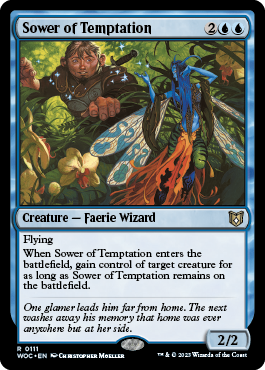 Sower of Temptation 2
Creature — Faerie Wizard
Flying
When Sower of Temptation enters the
battlefield, gain control of target creature for
as long as Sower of Temptation remains on
the battlefield.
One glamer leads him far from home. The next
washes away his memory that home was ever
anywhere but at her side.
2/2
R 0111
WOC • EN Christopher Moeller
™ & © 2023 Wizards of the Coast